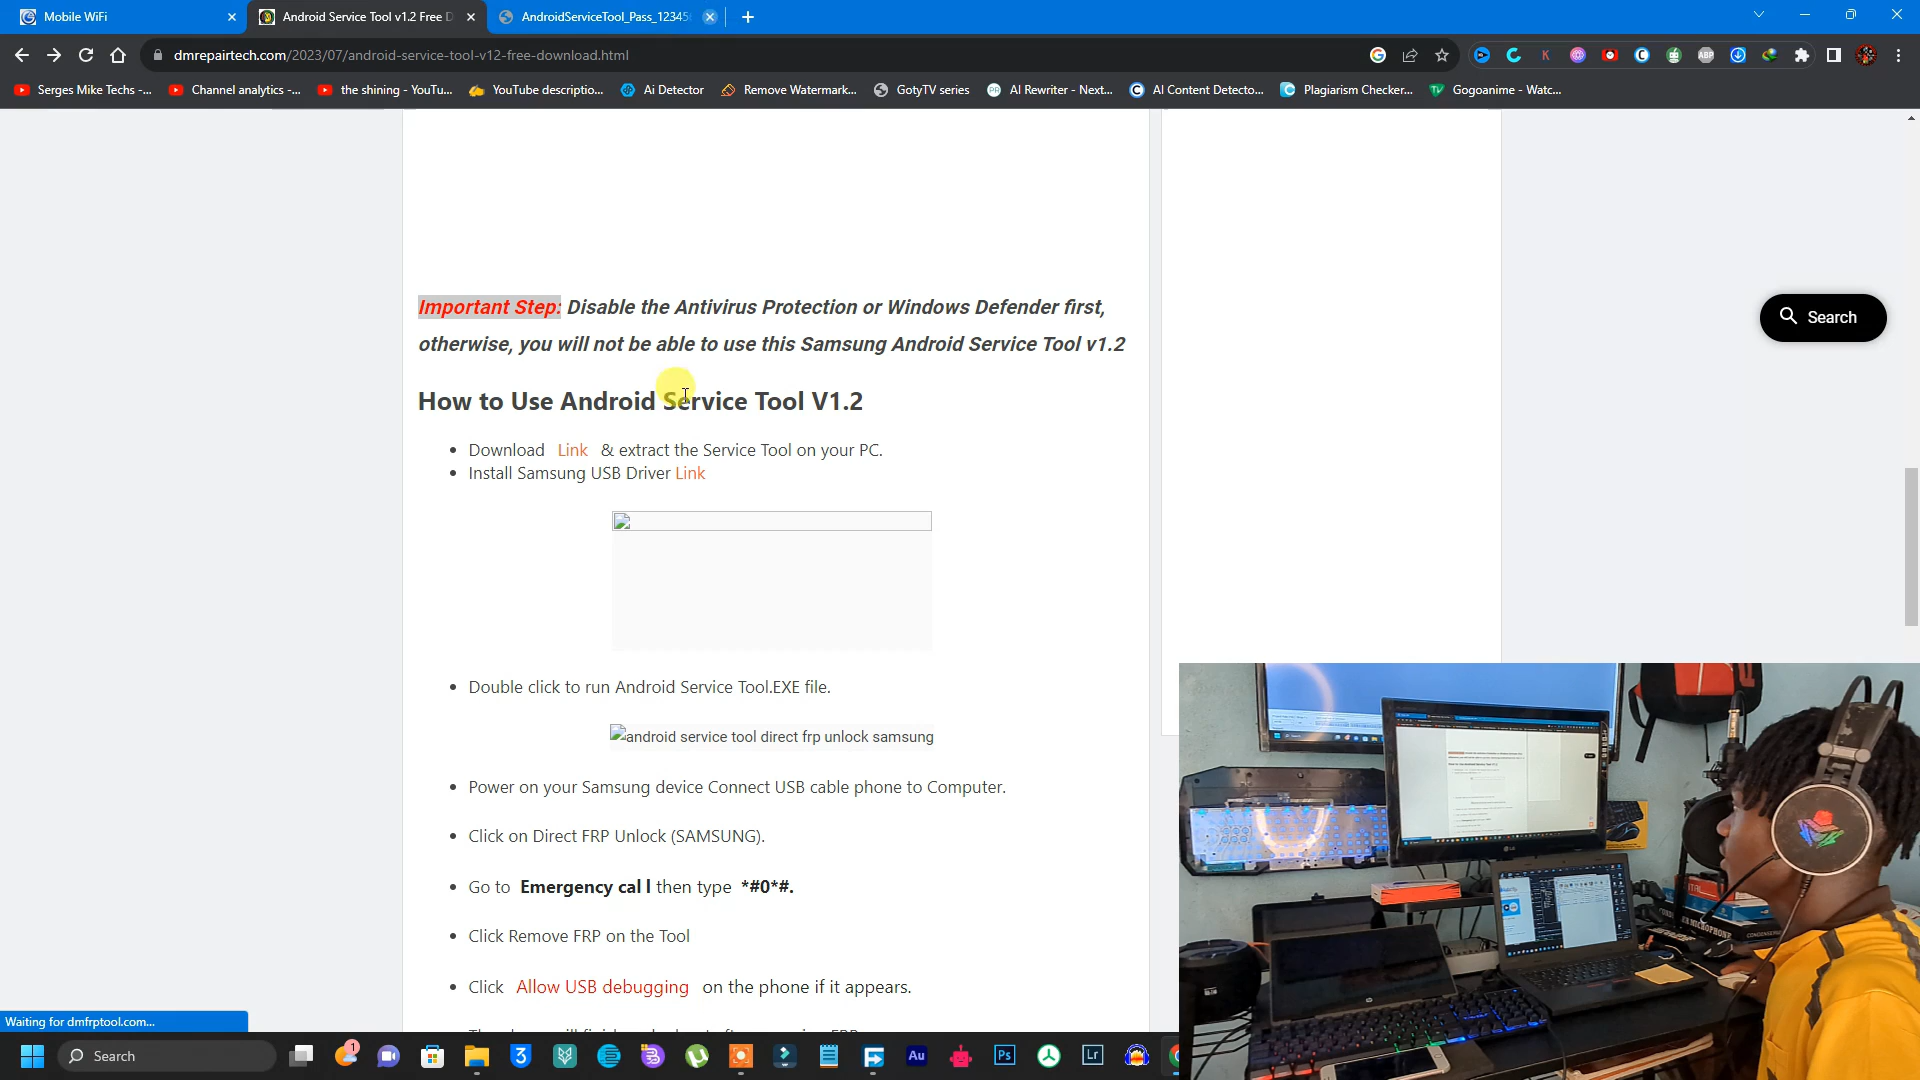 Mobile WiFi
Android Service Tool v1.2 Free D
AndroidServiceTool_Pass_12345
dmrepairtech.com/2023/07/android-service-tool-v12-free-download.html
Serges Mike Techs -...
Channel analytics -...
the shining - YouTu...
YouTube descriptio...
Ai Detector
Remove Watermark...
GotyTV series
AI Rewriter - Next...
AI Content Detecto...
Plagiarism Checker...
Gogoanime - Watc...
Important Step: Disable the Antivirus Protection or Windows Defender first,
otherwise, you will not be able to use this Samsung Android Service Tool v1.2
Search
How to Use Android Service Tool V1.2
Download Link & extract the Service Tool on your PC.
Install Samsung USB Driver Link
Double click to run Android Service Tool.EXE file.
android service tool direct frp unlock samsung
Power on your Samsung device Connect USB cable phone to Computer.
Click on Direct FRP Unlock (SAMSUNG).
Go to Emergency cal l then type *#0*#.
Click Remove FRP on the Tool
Click Allow USB debugging on the phone if it appears.
Waiting for dmfrptool.com...
Search
1
Au
Ps
Lr